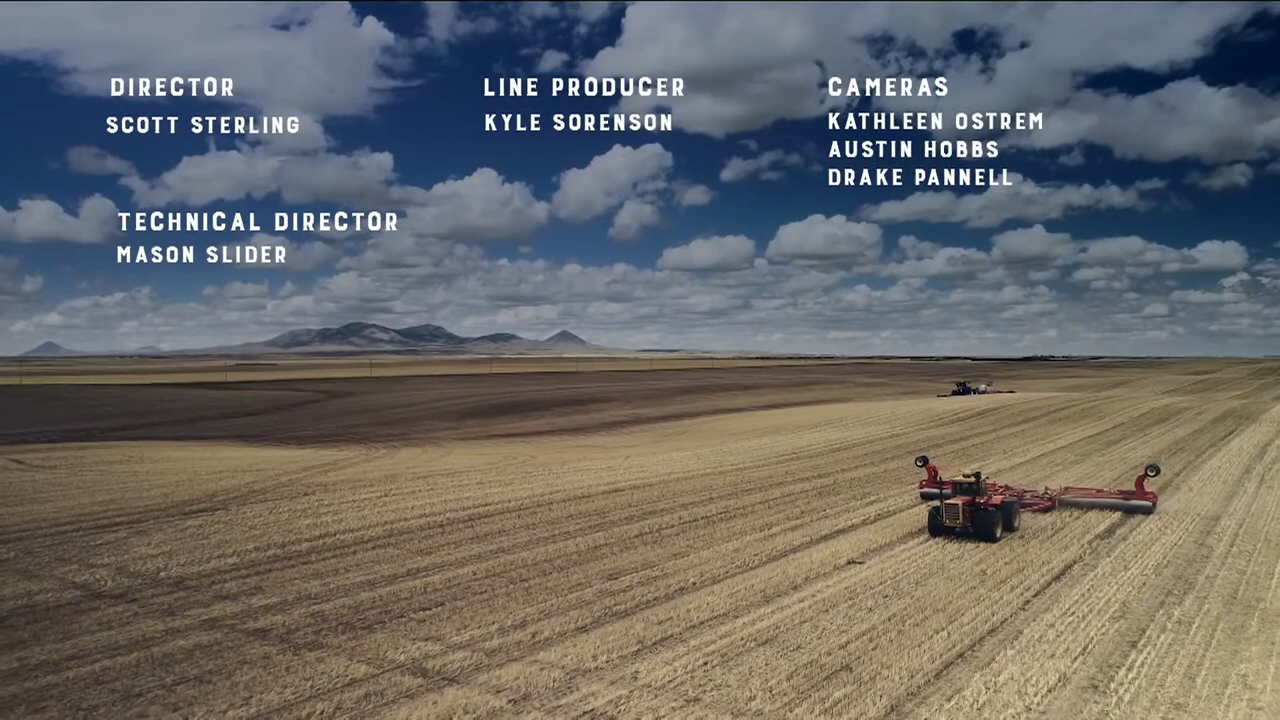 DIRECTOR
SCOTT STERLING
TECHNICAL DIRECTOR
MASON SLIDER
LINE PRODUCER
KYLE SORENSON
CAMERAS
KATHLEEN OSTREM
AUSTIN HOBBS
DRAKE PANNELL